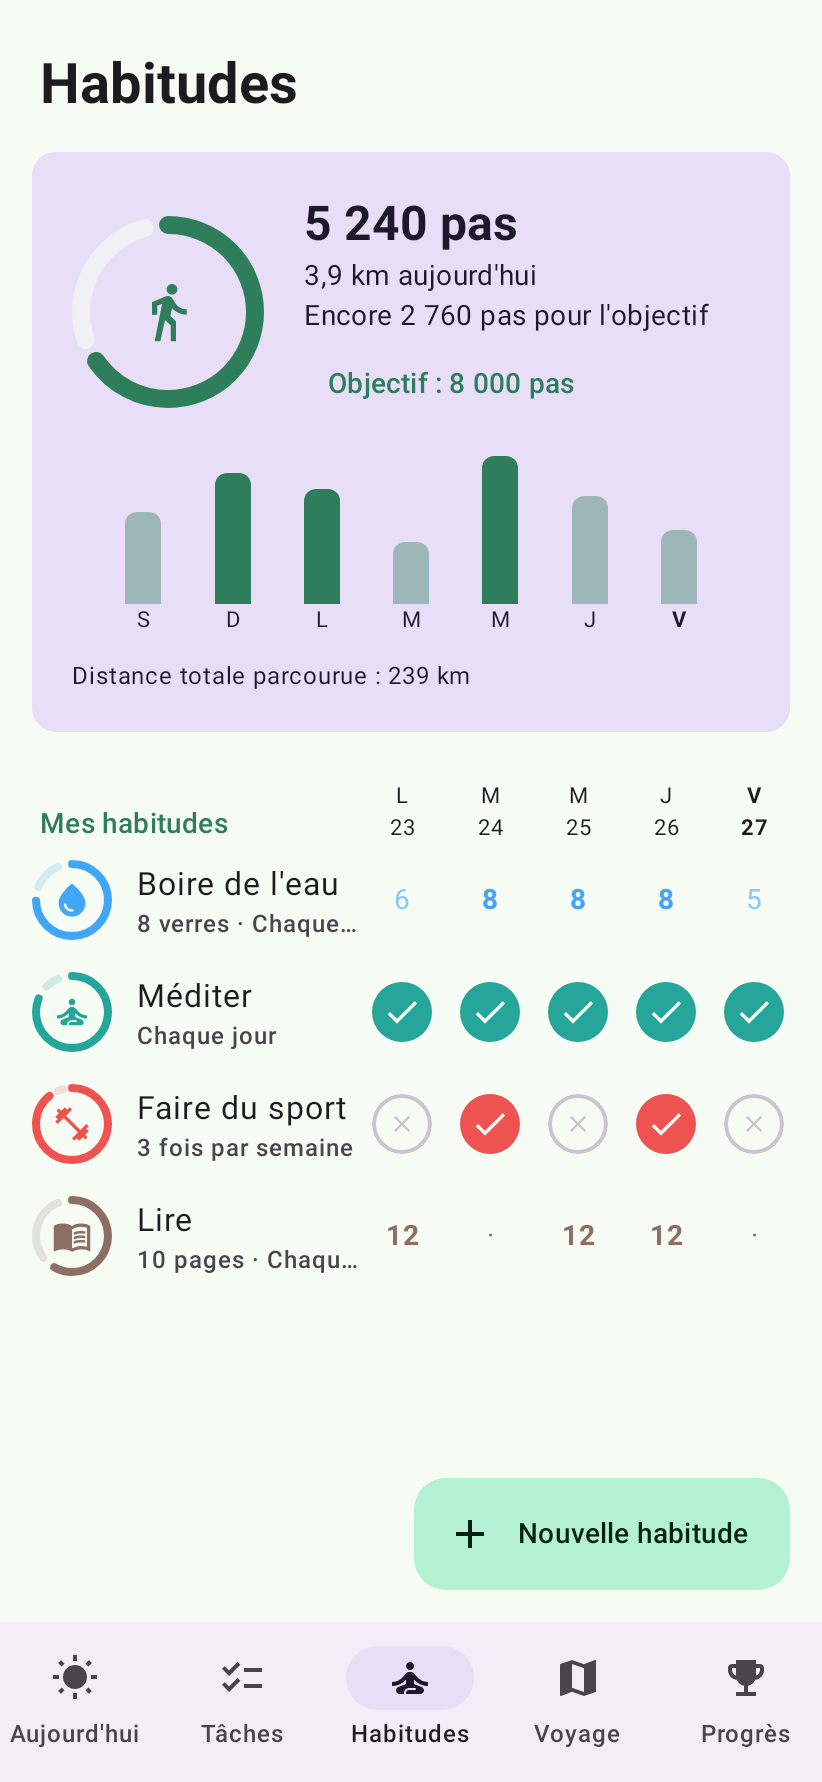 Habitudes
5 240 pas
3,9 km aujourd'hui
Encore 2 760 pas pour l'objectif
Objectif : 8 000 pas
S D L M M J V
Distance totale parcourue : 239 km
L M M J V
Mes habitudes 23 24 25 26 27
Boire de l'eau
8 verres · Chaque…
6 8 8 8 5
Méditer
Chaque jour
Faire du sport
3 fois par semaine
Lire
10 pages · Chaqu…
12 · 12 12 ·
Nouvelle habitude
Aujourd'hui Tâches Habitudes Voyage Progrès